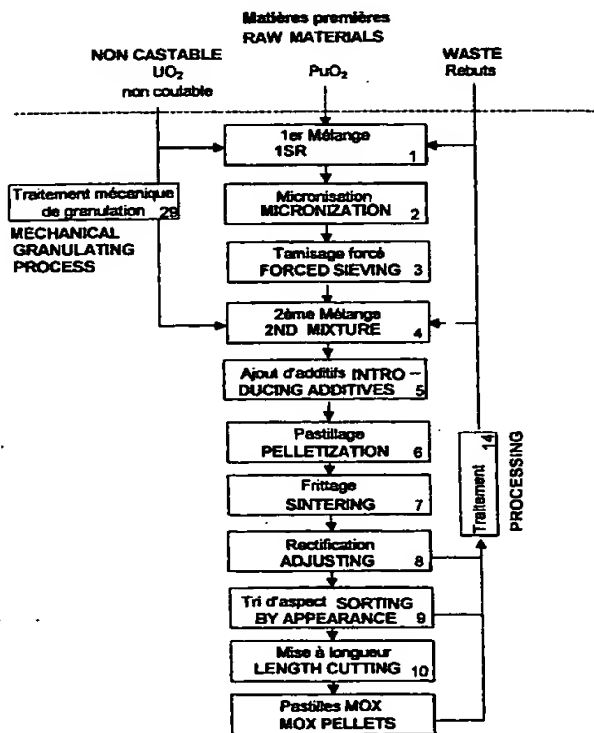 Matières premières
RAW MATERIALS
NON CASTABLE
UO₂
non coulable
PuO₂
WASTE
Rebuts
1er Mélange
1SR 1
Traitement mécanique
de granulation 29
MECHANICAL
GRANULATING
PROCESS
Micronisation
MICRONIZATION 2
Tamisage forcé
FORCED SIEVING 3
2ème Mélange
2ND MIXTURE 4
Ajout d'additifs INTRO -
DUCING ADDITIVES 5
Pastillage
PELLETIZATION 6
Frittage
SINTERING 7
Traitement 14
PROCESSING
Rectification
ADJUSTING 8
Tri d'aspect SORTING
BY APPEARANCE 9
Mise à longueur
LENGTH CUTTING 10
Pastilles MOX
MOX PELLETS